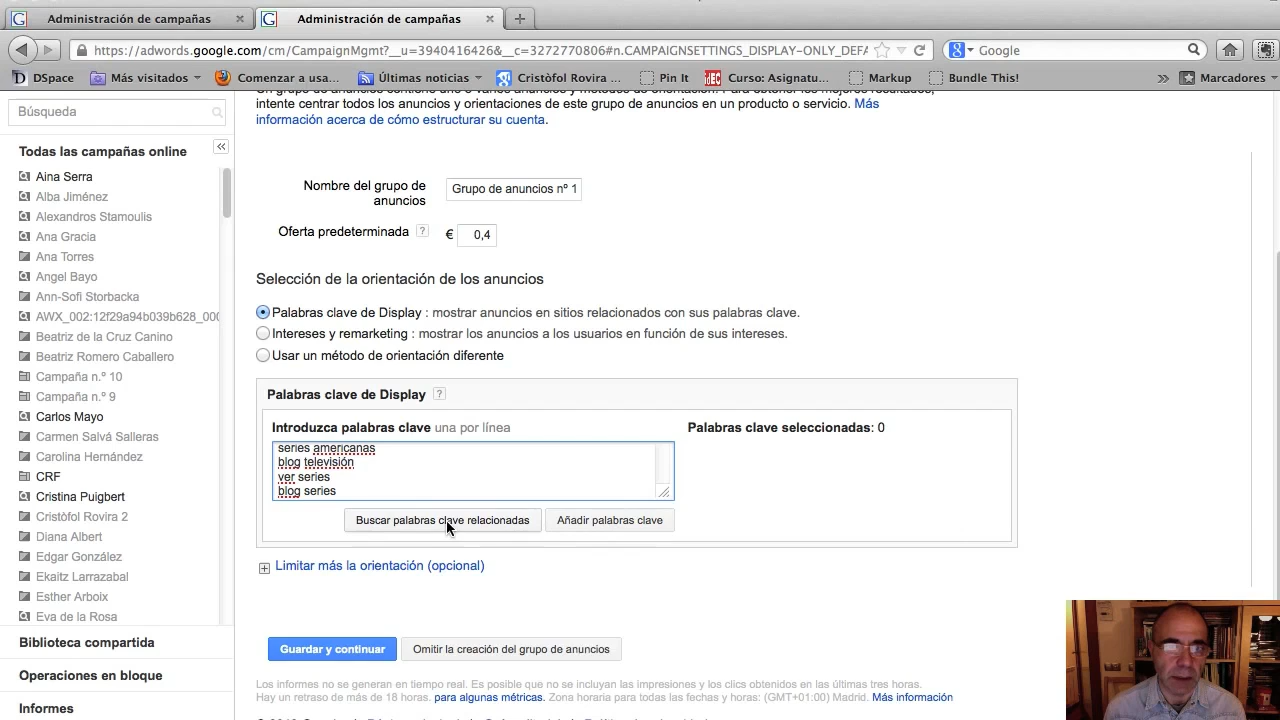 Administración de campañas
Administración de campañas
https://adwords.google.com/cm/CampaignMgmt?__u=3940416426&__c=3272770806#n.CAMPAIGNSETTINGS_DISPLAY-ONLY_DEFA
Google
DSpace
Más visitados
Comenzar a usa...
Últimas noticias
Cristòfol Rovira ...
Pin It
Curso: Asignatu...
Markup
Bundle This!
Marcadores
Búsqueda
Todas las campañas online
Aina Serra
Alba Jiménez
Alexandros Stamoulis
Ana Gracia
Ana Torres
Angel Bayo
Ann-Sofi Storbacka
AWX_002:12f29a94b039b628_000
Beatriz de la Cruz Canino
Beatriz Romero Caballero
Campaña n.º 10
Campaña n.º 9
Carlos Mayo
Carmen Salvá Salleras
Carolina Hernández
CRF
Cristina Puigbert
Cristòfol Rovira 2
Diana Albert
Edgar González
Ekaitz Larrazabal
Esther Arboix
Eva de la Rosa
Biblioteca compartida
Operaciones en bloque
Informes
intente centrar todos los anuncios y orientaciones de este grupo de anuncios en un producto o servicio. Más
información acerca de cómo estructurar su cuenta.
Nombre del grupo de
anuncios
Grupo de anuncios nº 1
Oferta predeterminada ? € 0,4
Selección de la orientación de los anuncios
Palabras clave de Display : mostrar anuncios en sitios relacionados con sus palabras clave.
Intereses y remarketing : mostrar los anuncios a los usuarios en función de sus intereses.
Usar un método de orientación diferente
Palabras clave de Display ?
Introduzca palabras clave una por línea
Palabras clave seleccionadas: 0
series americanas
blog televisión
ver series
blog series
Buscar palabras clave relacionadas
Añadir palabras clave
Limitar más la orientación (opcional)
Guardar y continuar
Omitir la creación del grupo de anuncios
Los informes no se generan en tiempo real. Es posible que no se incluyan las impresiones y los clics obtenidos en las últimas tres horas.
Hay un retraso de más de 18 horas. para algunas métricas. Zona horaria para todas las fechas y horas: (GMT+01:00) Madrid. Más información